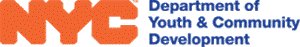 NYC Department of
Youth & Community
Development